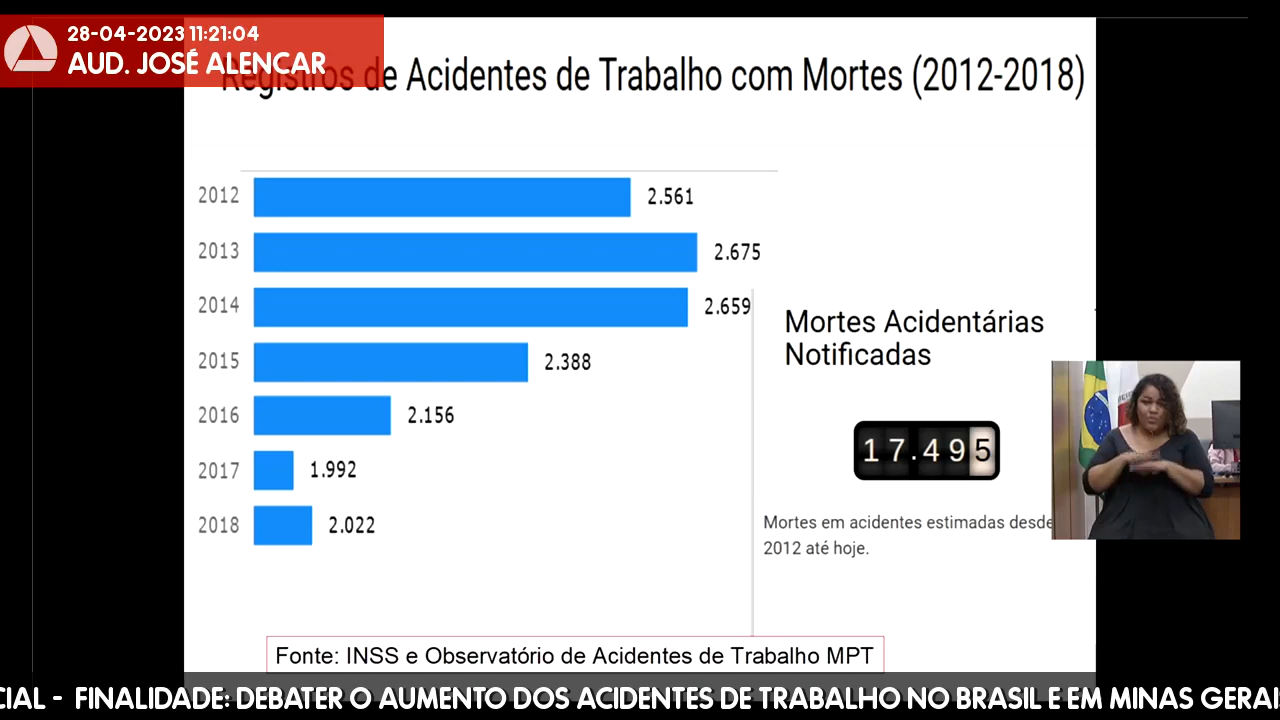 28-04-2023 11:21:04
AUD. JOSÉ ALENCAR
Registros de Acidentes de Trabalho com Mortes (2012-2018)
2012 2.561
2013 2.675
2014 2.659
2015 2.388
2016 2.156
2017 1.992
2018 2.022
Mortes Acidentárias
Notificadas
17.495
Mortes em acidentes estimadas desde
2012 até hoje.
Fonte: INSS e Observatório de Acidentes de Trabalho MPT
CIAL - FINALIDADE: DEBATER O AUMENTO DOS ACIDENTES DE TRABALHO NO BRASIL E EM MINAS GERAI